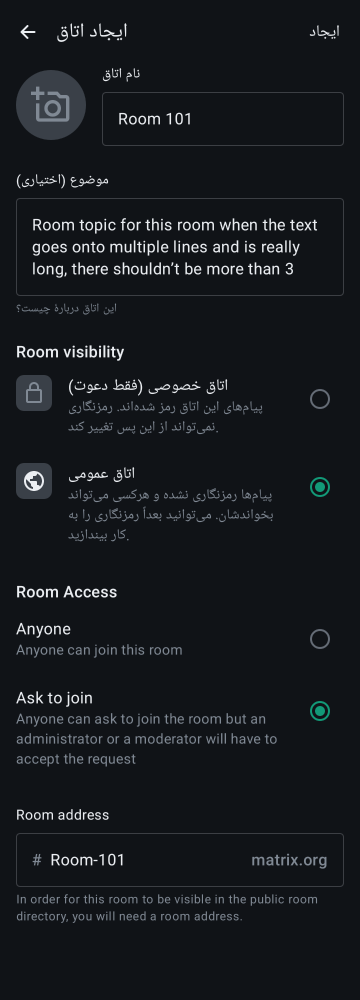 ایجاد اتاق
ایجاد
نام اتاق
Room 101
موضوع (اختیاری)
Room topic for this room when the text
goes onto multiple lines and is really
long, there shouldn’t be more than 3
این اتاق دربارهٔ چیست؟
Room visibility
اتاق خصوصی (فقط دعوت)
پیام‌های این اتاق رمز شده‌اند. رمزنگاری
نمی‌تواند از این پس تغییر کند.
اتاق عمومی
پیام‌ها رمزنگاری نشده و هرکسی می‌تواند
بخواندشان. می‌توانید بعداً رمزنگاری را به
کار بیندازید.
Room Access
Anyone
Anyone can join this room
Ask to join
Anyone can ask to join the room but an
administrator or a moderator will have to
accept the request
Room address
# Room-101 matrix.org
In order for this room to be visible in the public room
directory, you will need a room address.